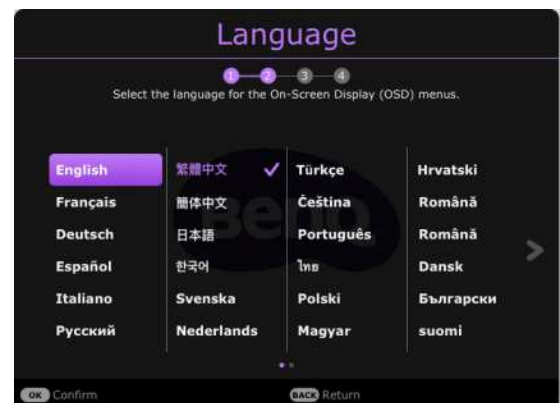 Language
1 2 3 4
Select the language for the On-Screen Display (OSD) menus.
English 繁體中文 Türkçe Hrvatski
Français 簡体中文 Čeština Română
Deutsch 日本語 Português Română
Español 한국어 ไทย Dansk
Italiano Svenska Polski Български
Русский Nederlands Magyar suomi
BenQ
OK Confirm BACK Return